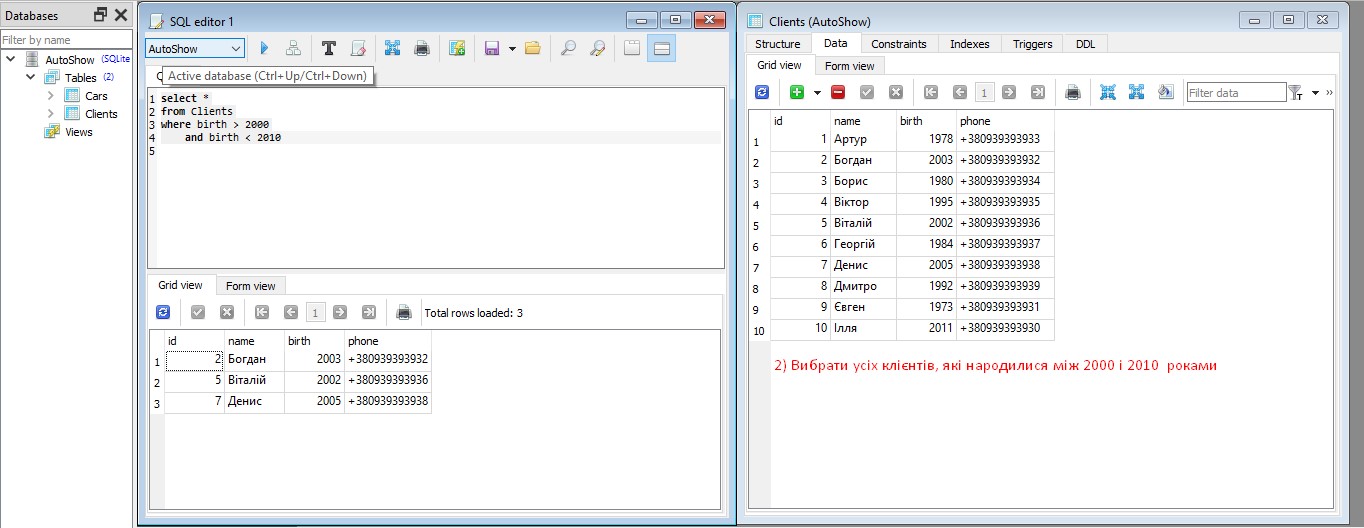 Databases
Filter by name
AutoShow (SQLite
Tables (2)
Cars
Clients
Views
SQL editor 1
AutoShow
Active database (Ctrl+Up/Ctrl+Down)
1 select *
2 from Clients
3 where birth > 2000
4 and birth < 2010
5
Grid view Form view
1 Total rows loaded: 3
id name birth phone
1 2 Богдан 2003 +380939393932
2 5 Віталій 2002 +380939393936
3 7 Денис 2005 +380939393938
Clients (AutoShow)
Structure Data Constraints Indexes Triggers DDL
Grid view Form view
1 Filter data
id name birth phone
1 1 Артур 1978 +380939393933
2 2 Богдан 2003 +380939393932
3 3 Борис 1980 +380939393934
4 4 Віктор 1995 +380939393935
5 5 Віталій 2002 +380939393936
6 6 Георгій 1984 +380939393937
7 7 Денис 2005 +380939393938
8 8 Дмитро 1992 +380939393939
9 9 Євген 1973 +380939393931
10 10 Ілля 2011 +380939393930
2) Вибрати усіх клієнтів, які народилися між 2000 і 2010 роками